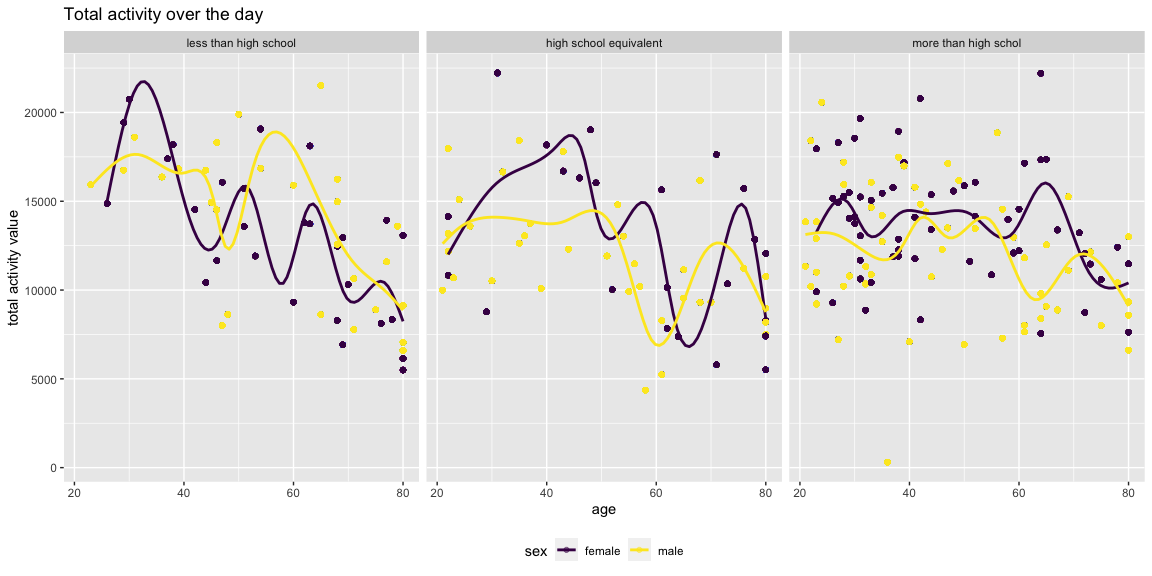 Total activity over the day
less than high school
high school equivalent
more than high schol
total activity value
20000
15000
10000
5000
0
20 40 60 80
20 40 60 80
20 40 60 80
age
sex female male